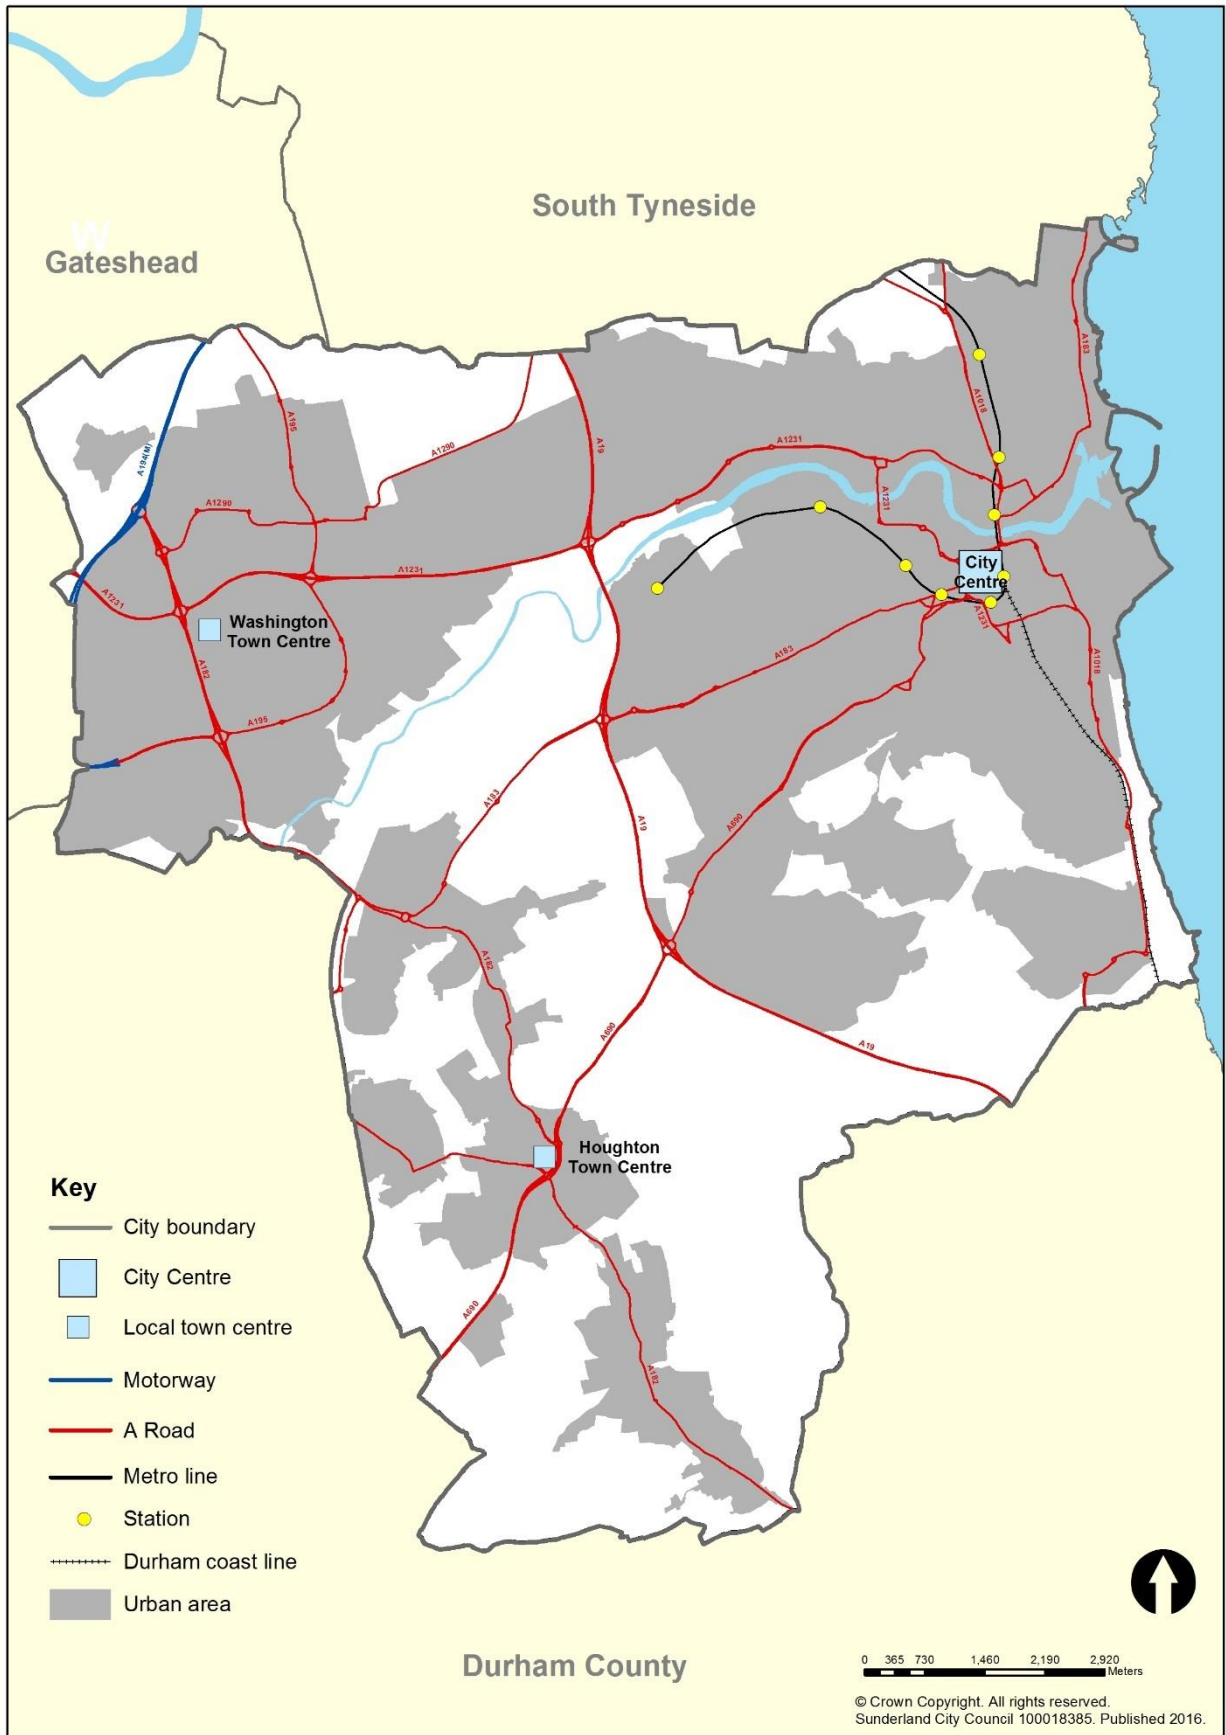 South Tyneside
W
Gateshead
A183
A1018
A194(M)
A195
A1290
A19
A1231
A1290
A1231
A1231
City
Centre
A1231
A1231
Washington
Town Centre
A182
A183
A1018
A195
A183
A19
A690
A182
A690
A19
Houghton
Town Centre
A690
A182
Key
City boundary
City Centre
Local town centre
Motorway
A Road
Metro line
Station
Durham coast line
Urban area
Durham County
0 365 730 1,460 2,190 2,920
Meters
© Crown Copyright. All rights reserved.
Sunderland City Council 100018385. Published 2016.